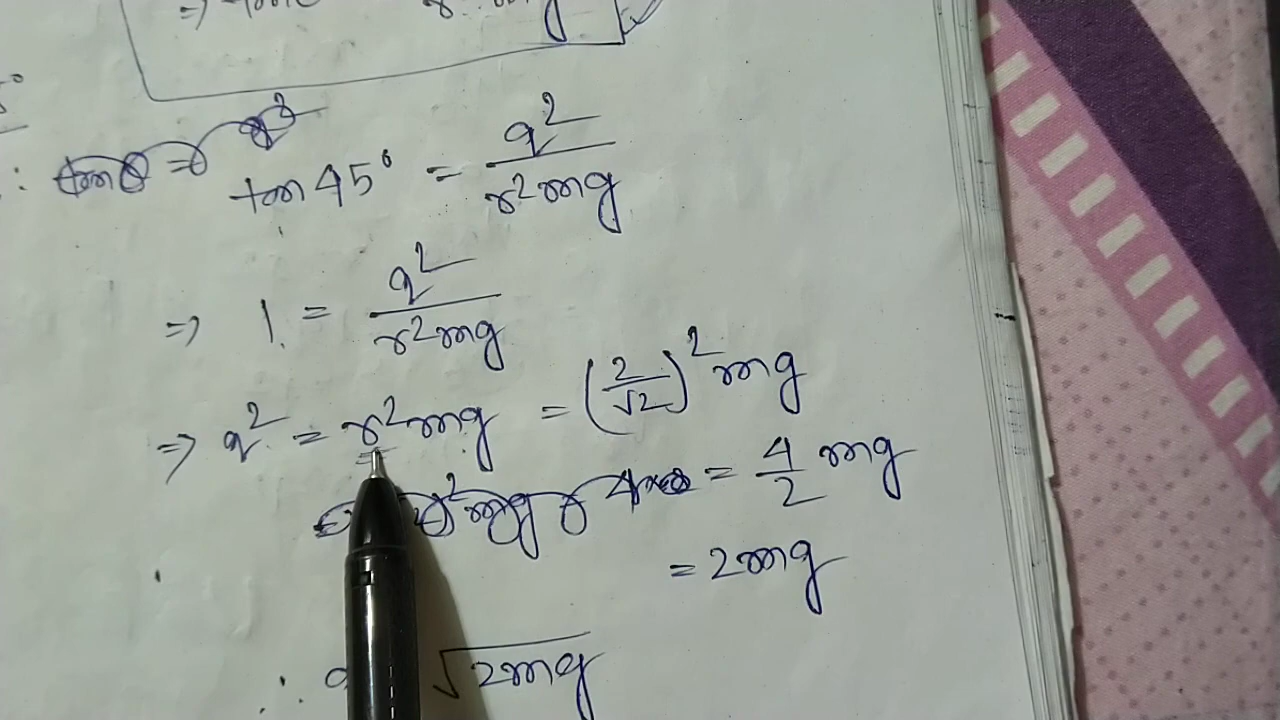 ∴ tan 45° = q² / r²mg
⇒ 1 = q² / r²mg
⇒ q² = r²mg = (2/√2)² mg
= 4/2 mg
= 2mg
∴ √2mg